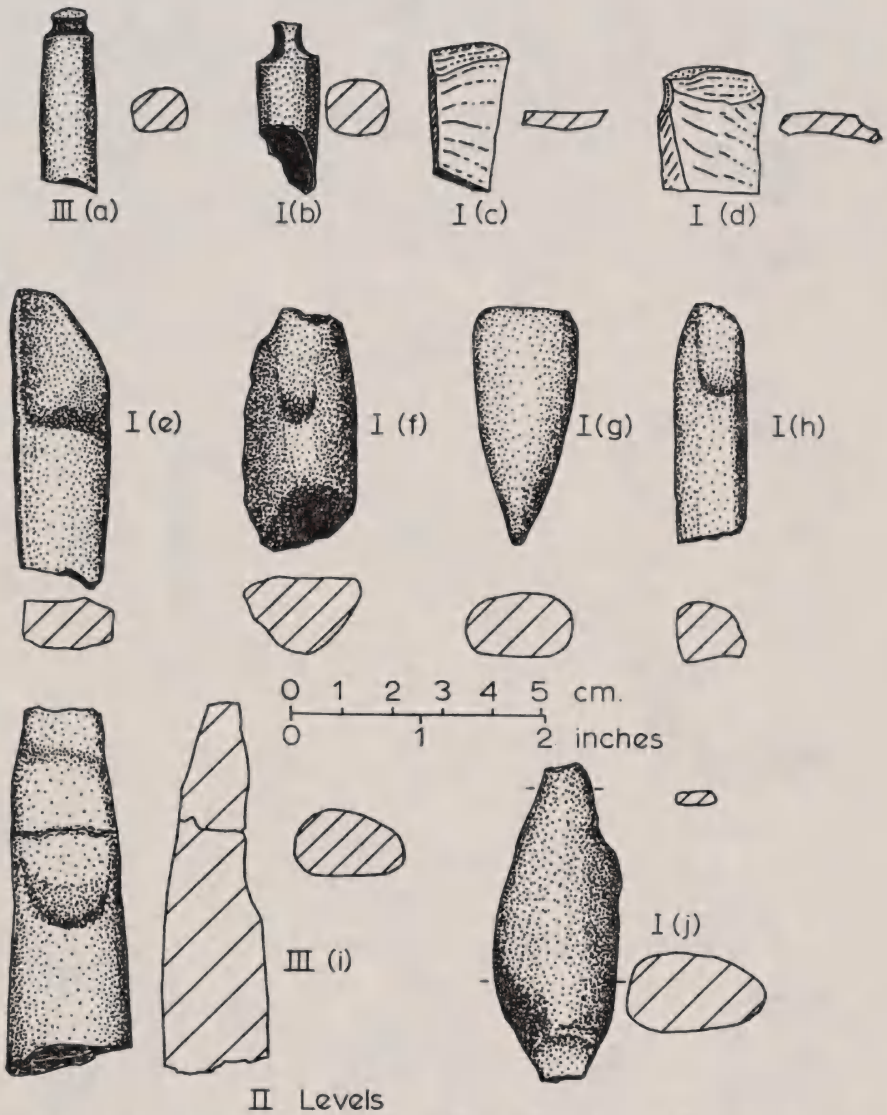 III (a)
I(b)
I(c)
I (d)
I (e)
I (f)
I(g)
I(h)
0 1 2 3 4 5 cm.
0 1 2 inches
III (i)
I (j)
II Levels